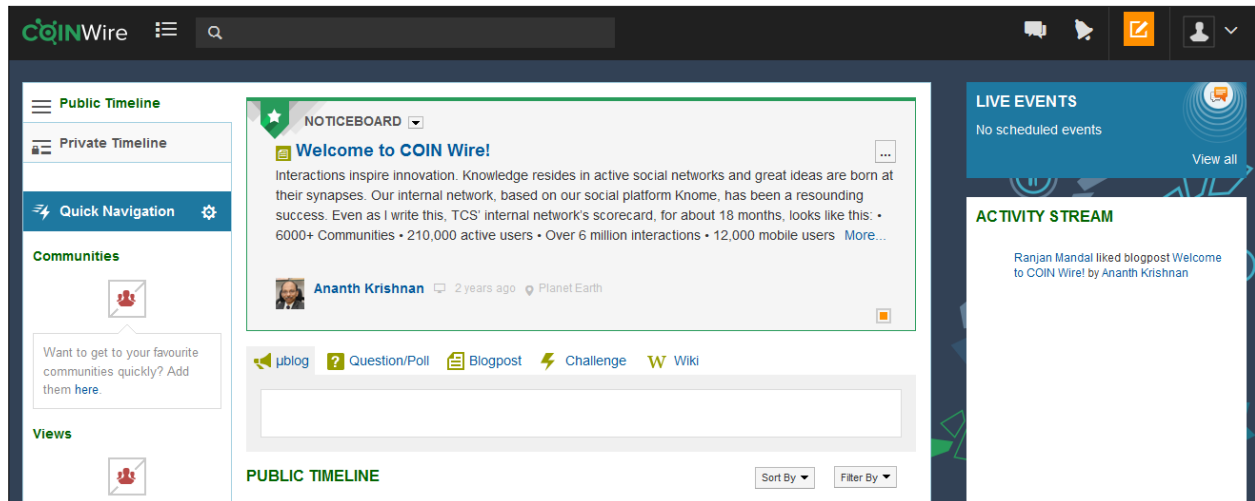 COINWire
Public Timeline
Private Timeline
Quick Navigation
Communities
Want to get to your favourite
communities quickly? Add
them here.
Views
NOTICEBOARD
Welcome to COIN Wire!
...
Interactions inspire innovation. Knowledge resides in active social networks and great ideas are born at
their synapses. Our internal network, based on our social platform Knome, has been a resounding
success. Even as I write this, TCS' internal network's scorecard, for about 18 months, looks like this: •
6000+ Communities • 210,000 active users • Over 6 million interactions • 12,000 mobile users More...
Ananth Krishnan 2 years ago Planet Earth
µblog ? Question/Poll Blogpost Challenge W Wiki
PUBLIC TIMELINE Sort By Filter By
LIVE EVENTS
No scheduled events
View all
ACTIVITY STREAM
Ranjan Mandal liked blogpost Welcome
to COIN Wire! by Ananth Krishnan